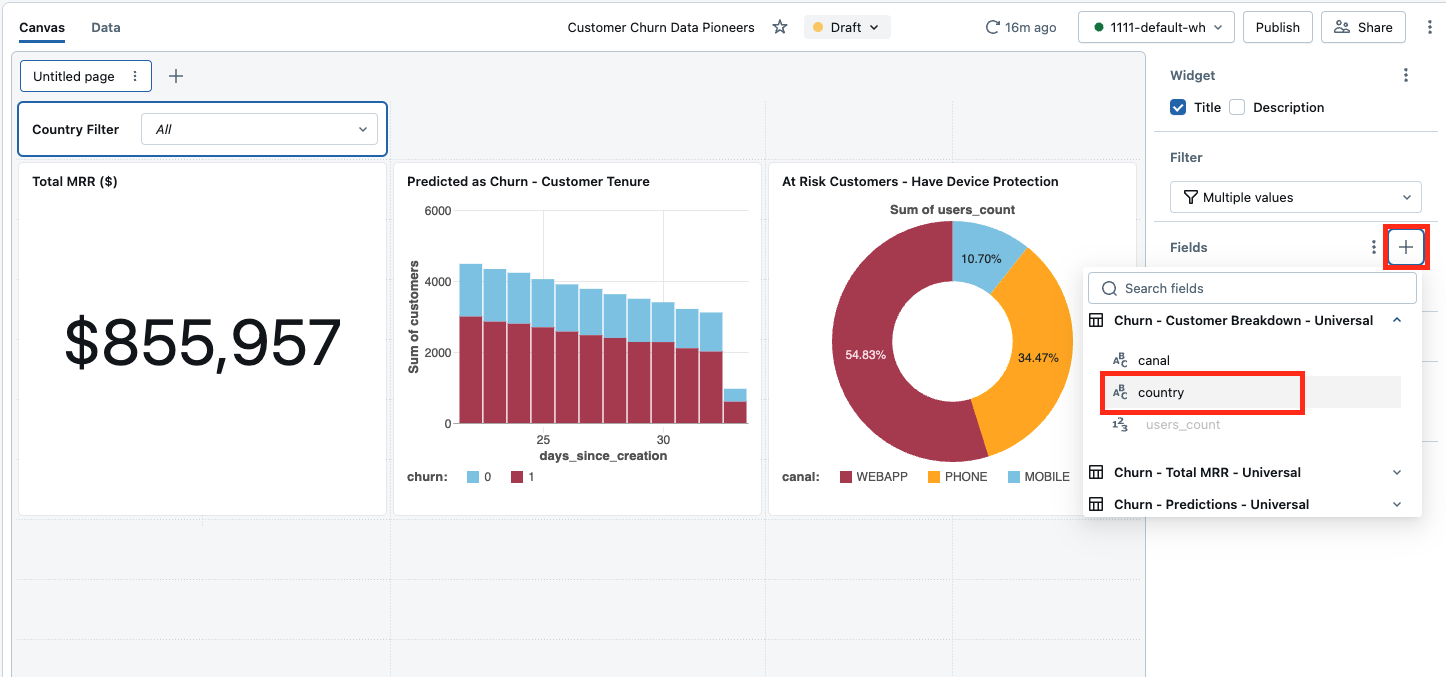 Canvas
Data
Customer Churn Data Pioneers
Draft
16m ago
1111-default-wh
Publish
Share
Untitled page
Country Filter
All
Total MRR ($)
$855,957
Predicted as Churn - Customer Tenure
6000
4000
2000
0
Sum of customers
25
30
days_since_creation
churn:
0
1
At Risk Customers - Have Device Protection
Sum of users_count
10.70%
54.83%
34.47%
canal:
WEBAPP
PHONE
MOBILE
Widget
Title
Description
Filter
Multiple values
Fields
Search fields
Churn - Customer Breakdown - Universal
ABC canal
ABC country
123 users_count
Churn - Total MRR - Universal
Churn - Predictions - Universal